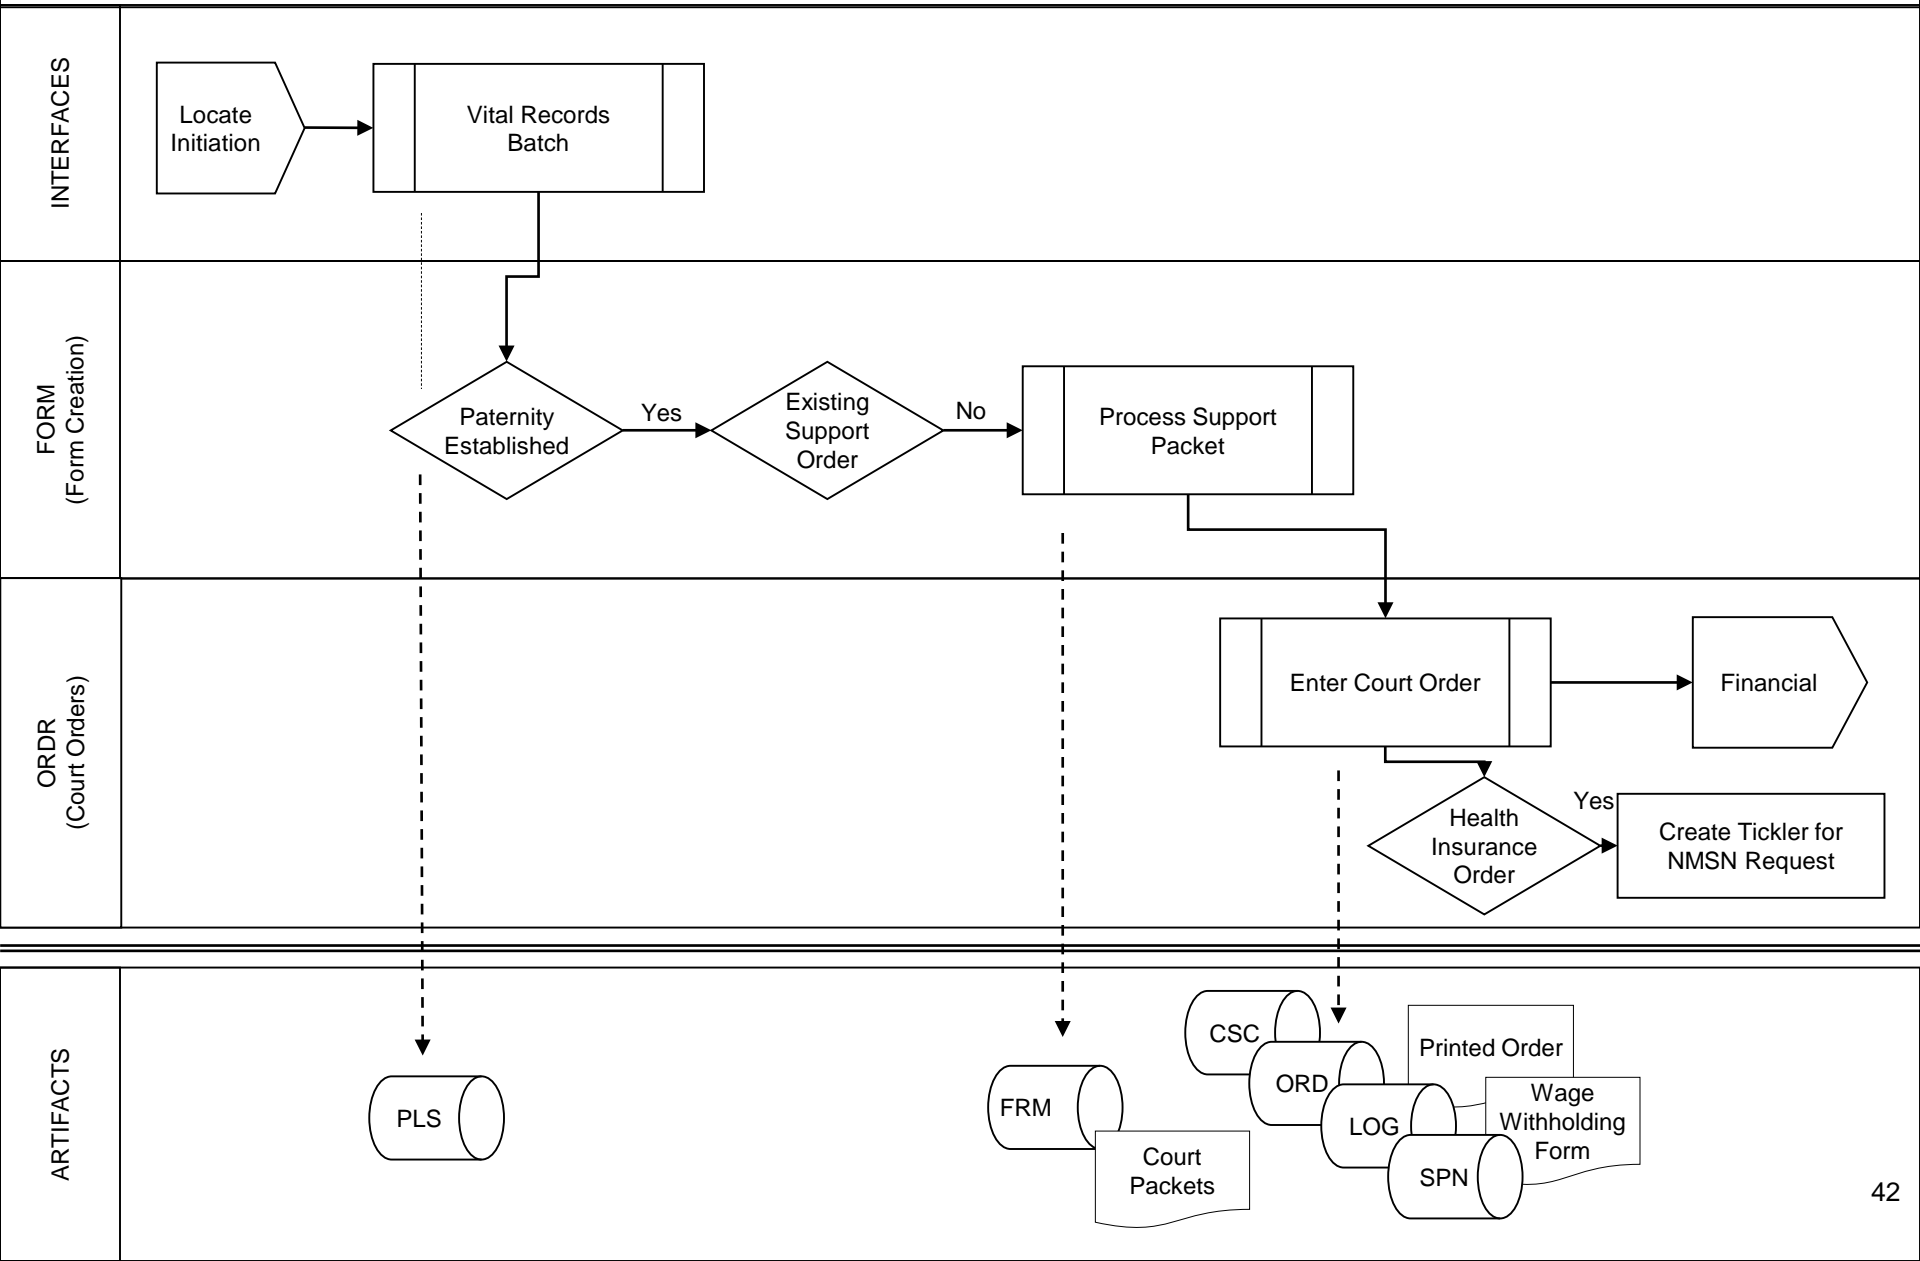 INTERFACES
Locate
Initiation
Vital Records
Batch
FORM
(Form Creation)
Paternity
Established
Yes
Existing
Support
Order
No
Process Support
Packet
ORDR
(Court Orders)
Enter Court Order
Financial
Health
Insurance
Order
Yes
Create Tickler for
NMSN Request
ARTIFACTS
PLS
FRM
Court
Packets
CSC
ORD
LOG
SPN
Printed Order
Wage
Withholding
Form
42